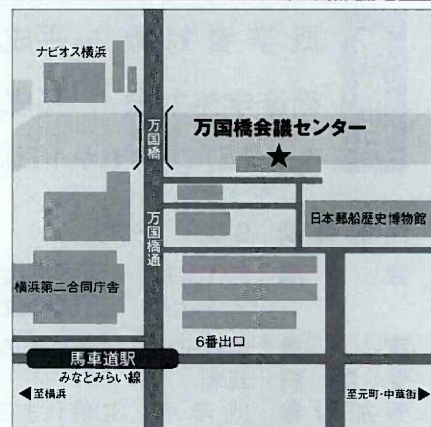 ナビオス横浜
万国橋
万国橋会議センター
万国橋通
日本郵船歴史博物館
横浜第二合同庁舎
6番出口
馬車道駅
みなとみらい線
至横浜
至元町・中華街